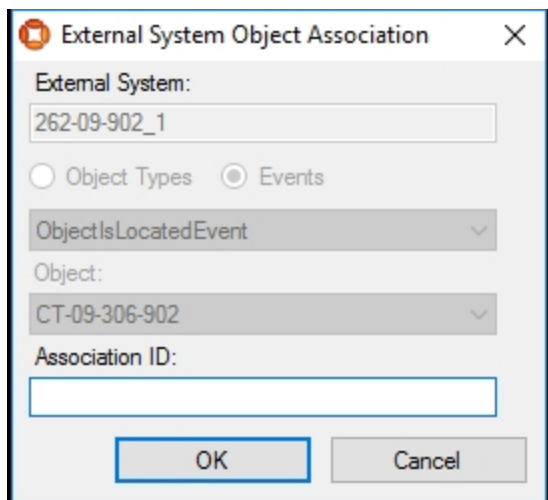 External System Object Association
External System:
262-09-902_1
Object Types Events
ObjectIsLocatedEvent
Object:
CT-09-306-902
Association ID:
OK Cancel